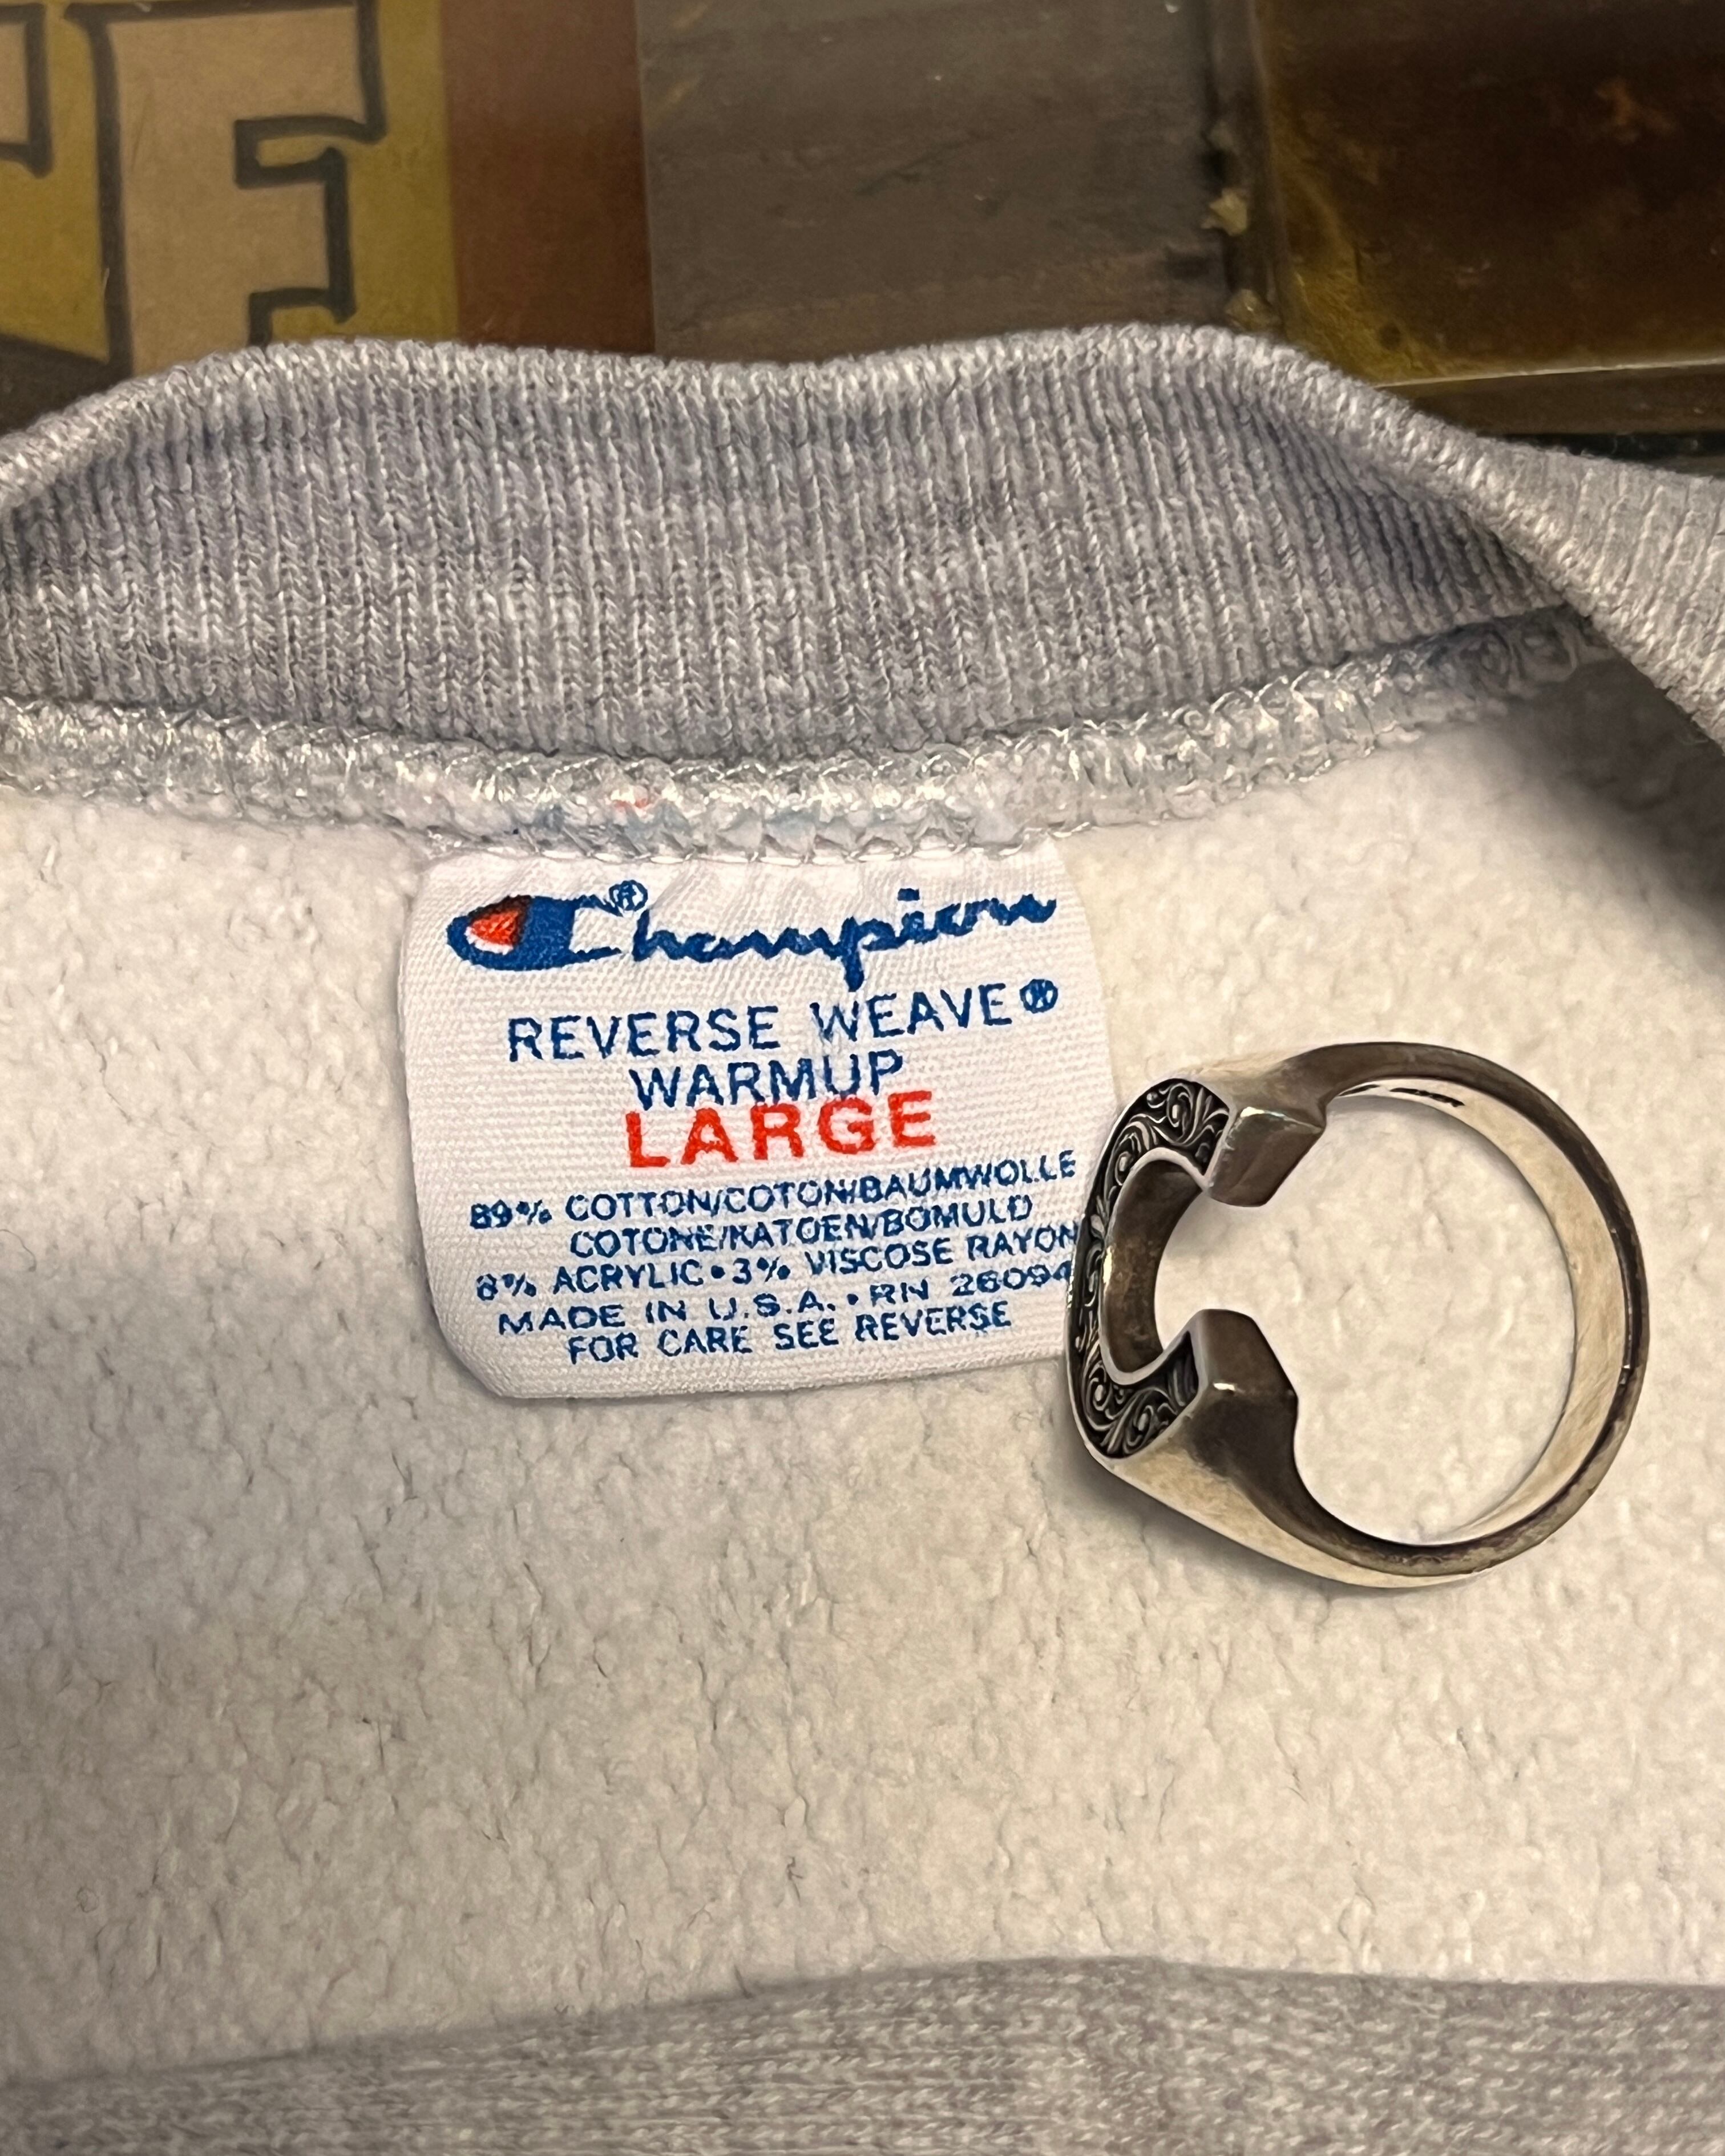 Champion®
REVERSE WEAVE®
WARMUP
LARGE
89% COTTON/COTON/BAUMWOLLE
COTONE/KATOEN/BOMULD
8% ACRYLIC • 3% VISCOSE RAYON
MADE IN U.S.A. • RN 26094
FOR CARE SEE REVERSE